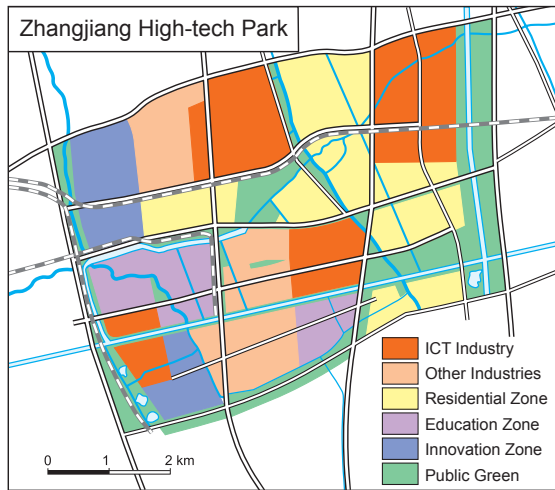 Zhangjiang High-tech Park
ICT Industry
Other Industries
Residential Zone
Education Zone
Innovation Zone
Public Green
0 1 2 km